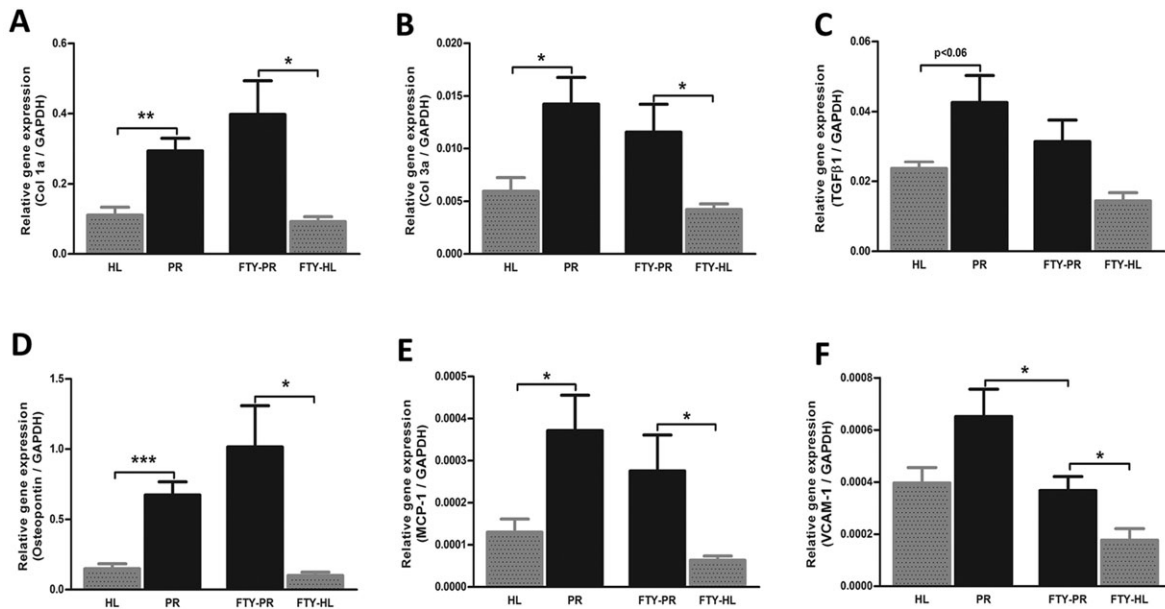 A
Relative gene expression
(Col 1a / GAPDH)
0.6
0.4
0.2
0.0
**
*
HL PR FTY-PR FTY-HL
B
Relative gene expression
(Col 3a / GAPDH)
0.020
0.015
0.010
0.005
0.000
*
*
HL PR FTY-PR FTY-HL
C
Relative gene expression
(TGFβ1 / GAPDH)
0.06
0.04
0.02
0.00
p<0.06
HL PR FTY-PR FTY-HL
D
Relative gene expression
(Osteopontin / GAPDH)
1.5
1.0
0.5
0.0
***
*
HL PR FTY-PR FTY-HL
E
Relative gene expression
(MCP-1 / GAPDH)
0.0005
0.0004
0.0003
0.0002
0.0001
0.0000
*
*
HL PR FTY-PR FTY-HL
F
Relative gene expression
(VCAM-1 / GAPDH)
0.0008
0.0006
0.0004
0.0002
0.0000
*
*
HL PR FTY-PR FTY-HL